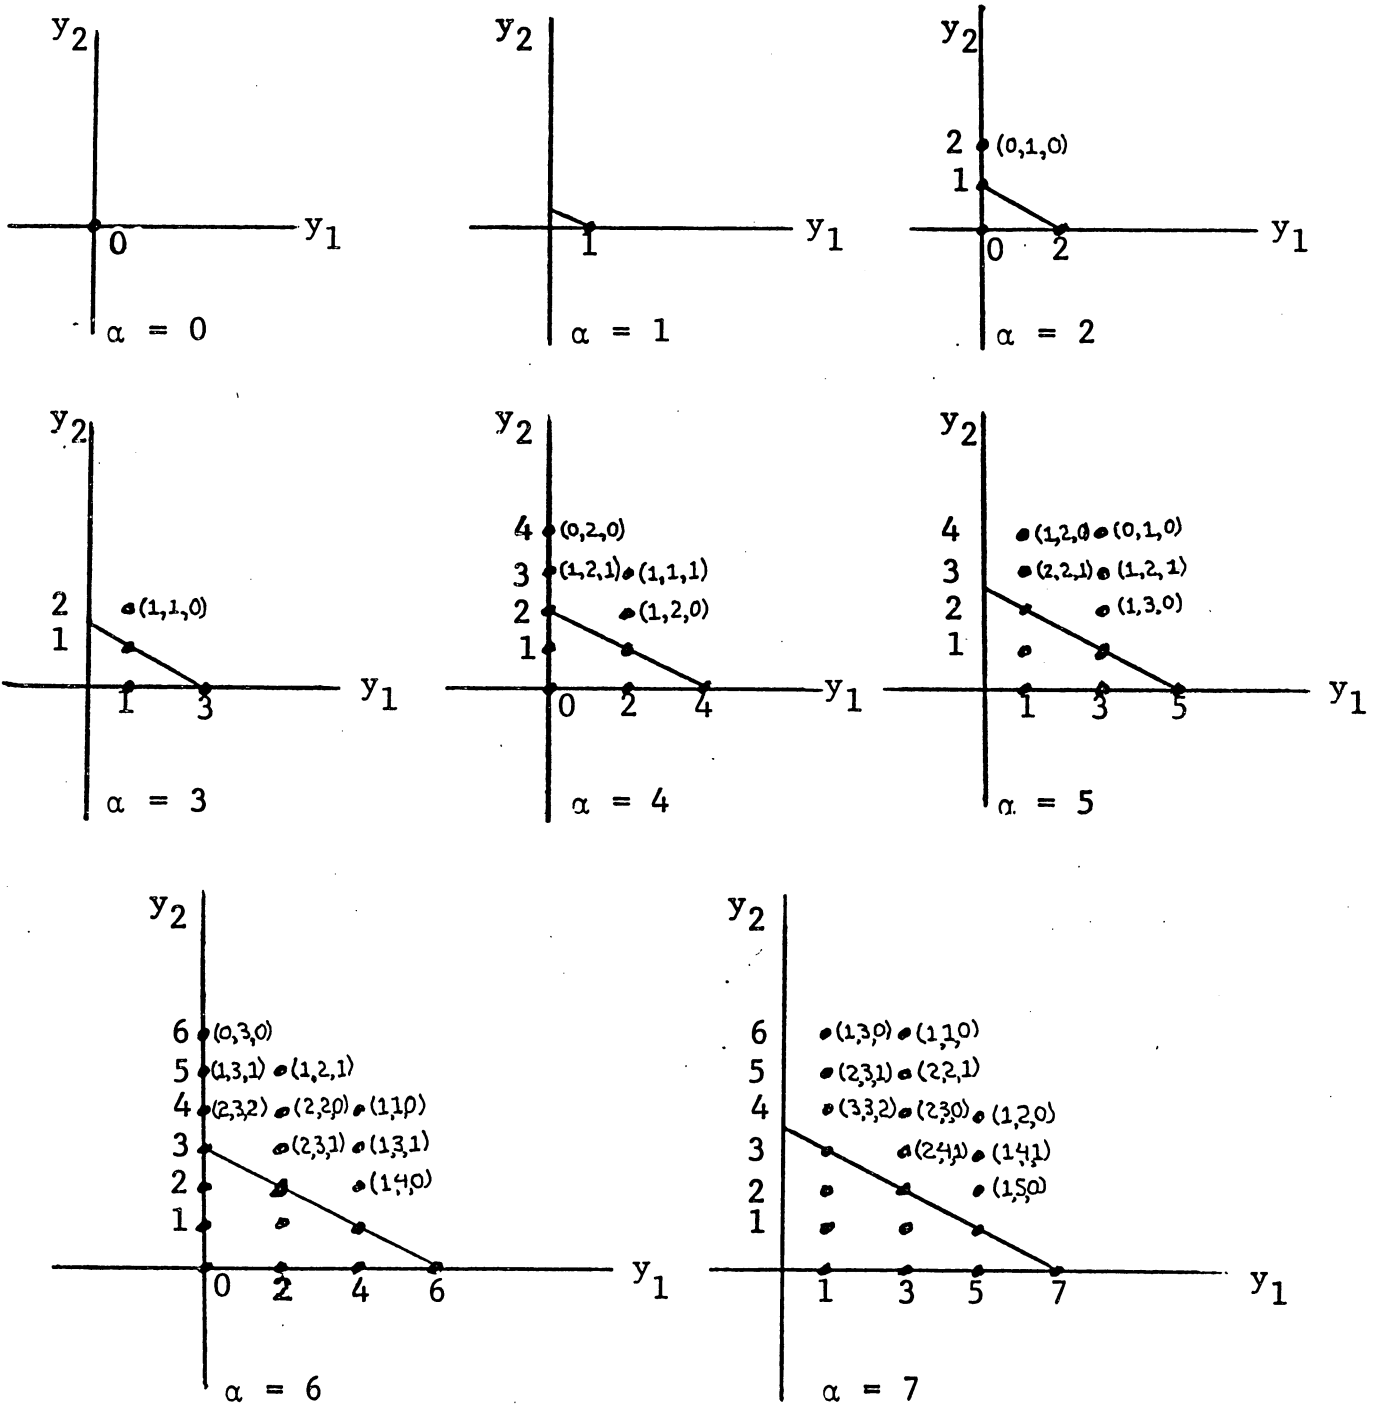 y2
y1
0
α = 0
y2
y1
1
α = 1
y2
2 (0,1,0)
1
y1
0 2
α = 2
y2
2 (1,1,0)
1
y1
1 3
α = 3
y2
4 (0,2,0)
3 (1,2,1) (1,1,1)
2 (1,2,0)
1
y1
0 2 4
α = 4
y2
4 (1,2,0) (0,1,0)
3 (2,2,1) (1,2,1)
2 (1,3,0)
1
y1
1 3 5
α = 5
y2
6 (0,3,0)
5 (1,3,1) (1,2,1)
4 (2,3,2) (2,2,0) (1,1,0)
3 (2,3,1) (1,3,1)
2 (1,4,0)
1
y1
0 2 4 6
α = 6
y2
6 (1,3,0) (1,1,0)
5 (2,3,1) (2,2,1)
4 (3,3,2) (2,3,0) (1,2,0)
3 (2,4,1) (1,4,1)
2 (1,5,0)
1
y1
1 3 5 7
α = 7